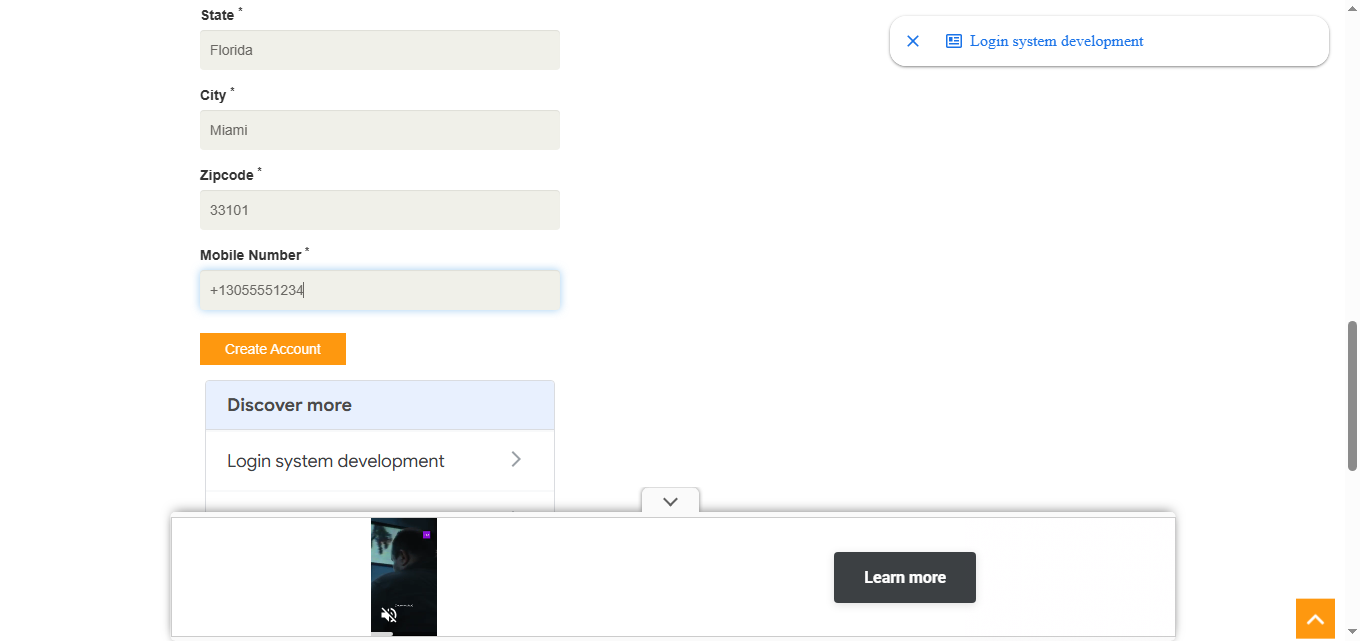 State *
Florida
City *
Miami
Zipcode *
33101
Mobile Number *
+13055551234
Create Account
Discover more
Login system development
Login system development
Learn more